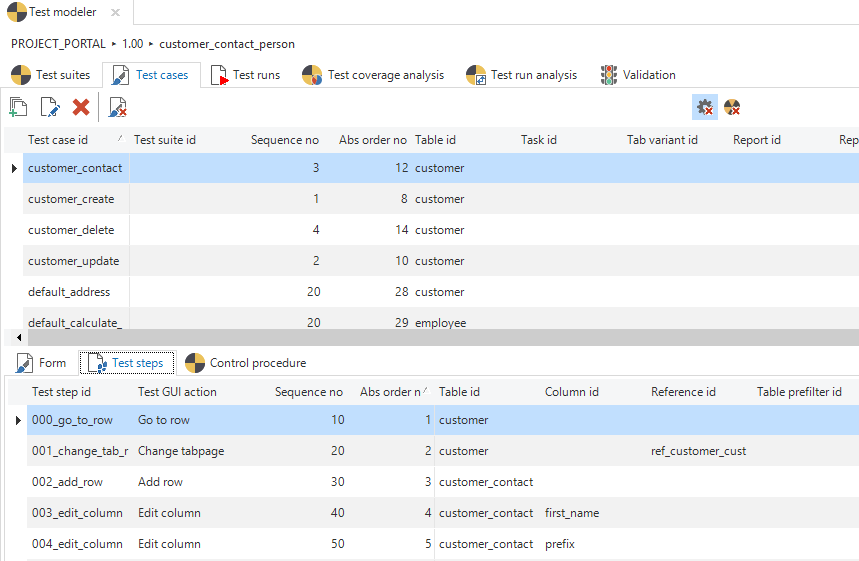 Test modeler
PROJECT_PORTAL ▸ 1.00 ▸ customer_contact_person
Test suites Test cases Test runs Test coverage analysis Test run analysis Validation
Test case id Test suite id Sequence no Abs order no Table id Task id Tab variant id Report id Rep
customer_contact 3 12 customer
customer_create 1 8 customer
customer_delete 4 14 customer
customer_update 2 10 customer
default_address 20 28 customer
default_calculate_ 20 29 employee
Form Test steps Control procedure
Test step id Test GUI action Sequence no Abs order n Table id Column id Reference id Table prefilter id
000_go_to_row Go to row 10 1 customer
001_change_tab_r Change tabpage 20 2 customer ref_customer_cust
002_add_row Add row 30 3 customer_contact
003_edit_column Edit column 40 4 customer_contact first_name
004_edit_column Edit column 50 5 customer_contact prefix